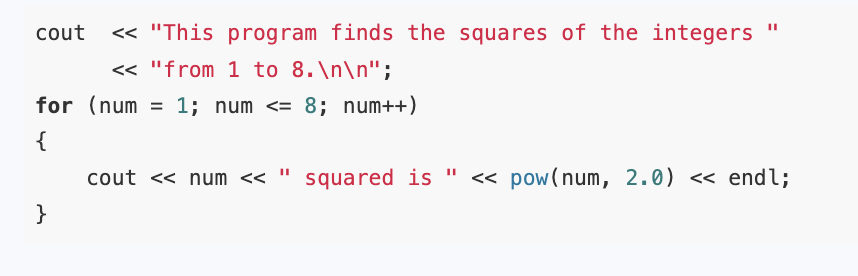 cout  << "This program finds the squares of the integers "
      << "from 1 to 8.\n\n";
for (num = 1; num <= 8; num++)
{
    cout << num << " squared is " << pow(num, 2.0) << endl;
}